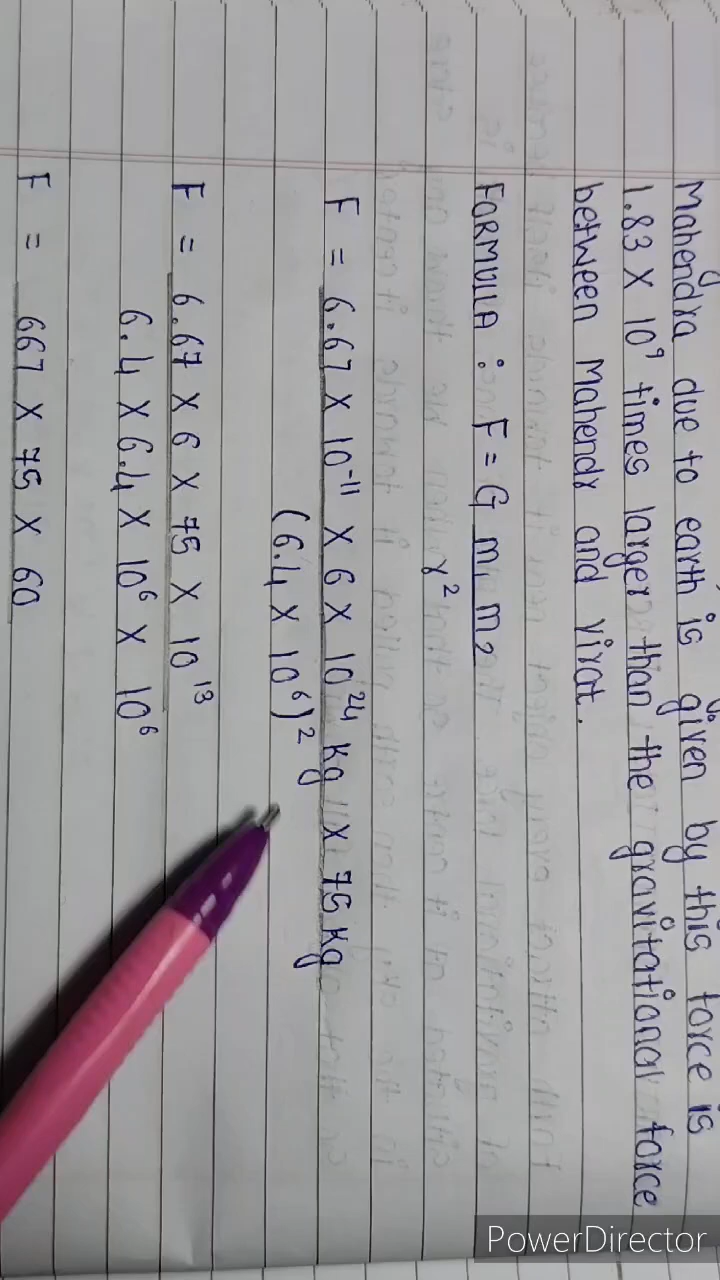 Mahendra due to earth is given by this force is
1.83 X 10⁹ times larger than the gravitational force
between Mahendr and Virat.
FORMULA : F = G m₁ m₂
r²
F = 6.67 X 10⁻¹¹ X 6 X 10²⁴ kg X 75 kg
(6.4 X 10⁶)²
F = 6.67 X 6 X 75 X 10¹³
6.4 X 6.4 X 10⁶ X 10⁶
F = 667 X 75 X 60
PowerDirector